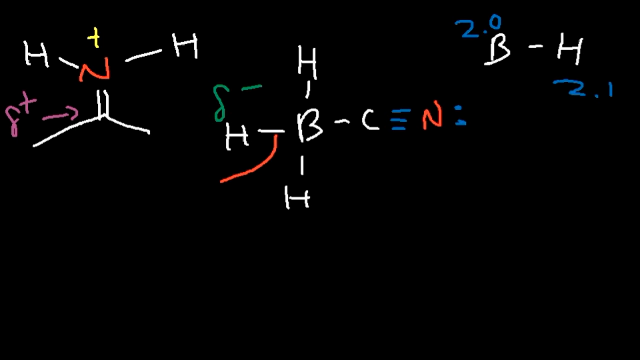 + 2.0
H N H H B - H
δ- 2.1
δ+ H - B - C ≡ N:
H